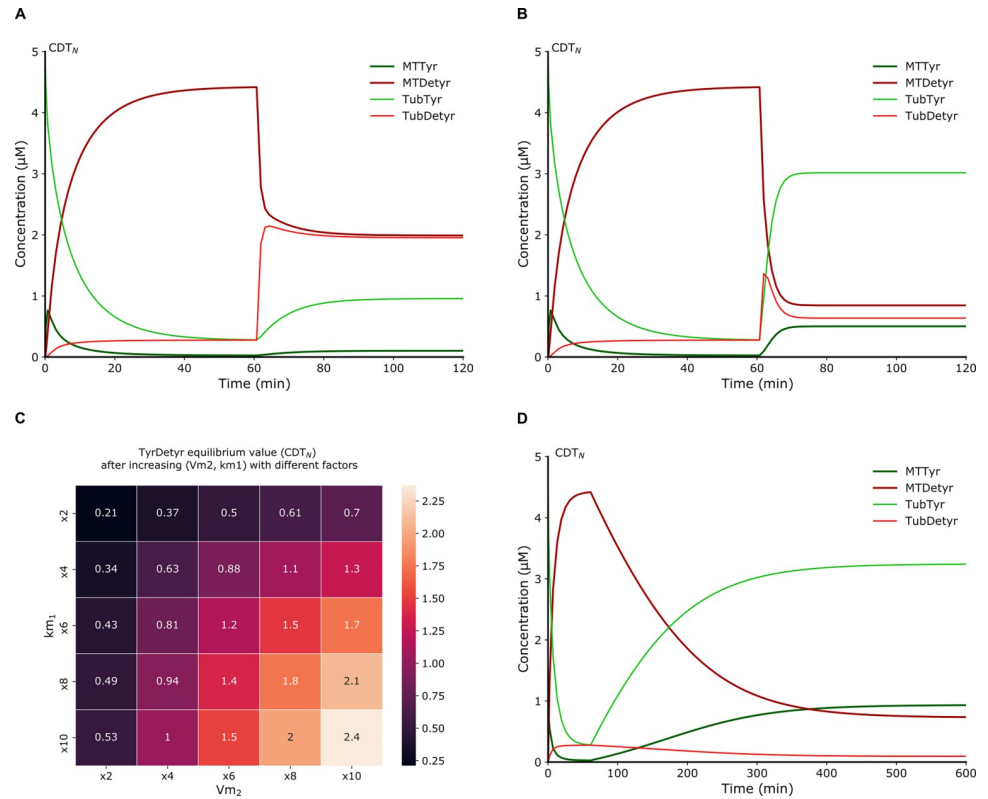 A
CDT_N
5
4
3
2
1
0
Concentration (µM)
0 20 40 60 80 100 120
Time (min)
MTTyr
MTDetyr
TubTyr
TubDetyr
B
CDT_N
5
4
3
2
1
0
Concentration (µM)
0 20 40 60 80 100 120
Time (min)
MTTyr
MTDetyr
TubTyr
TubDetyr
C
TyrDetyr equilibrium value (CDT_N)
after increasing (Vm2, km1) with different factors
x2 0.21 0.37 0.5 0.61 0.7
x4 0.34 0.63 0.88 1.1 1.3
x6 0.43 0.81 1.2 1.5 1.7
x8 0.49 0.94 1.4 1.8 2.1
x10 0.53 1 1.5 2 2.4
km₁
x2 x4 x6 x8 x10
Vm₂
2.25
2.00
1.75
1.50
1.25
1.00
0.75
0.50
0.25
D
CDT_N
5
4
3
2
1
0
Concentration (µM)
0 100 200 300 400 500 600
Time (min)
MTTyr
MTDetyr
TubTyr
TubDetyr